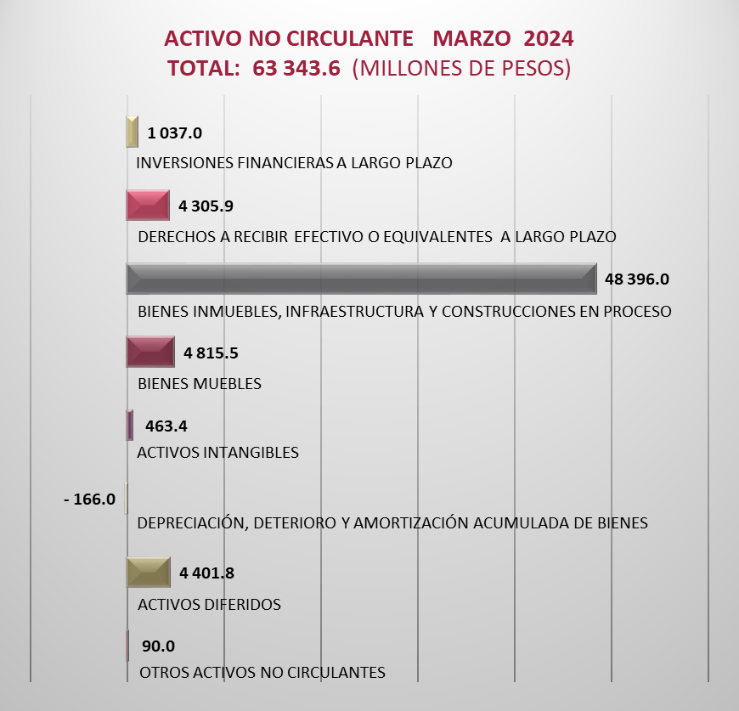 ACTIVO NO CIRCULANTE MARZO 2024
TOTAL: 63 343.6 (MILLONES DE PESOS)
1 037.0
INVERSIONES FINANCIERAS A LARGO PLAZO
4 305.9
DERECHOS A RECIBIR EFECTIVO O EQUIVALENTES A LARGO PLAZO
48 396.0
BIENES INMUEBLES, INFRAESTRUCTURA Y CONSTRUCCIONES EN PROCESO
4 815.5
BIENES MUEBLES
463.4
ACTIVOS INTANGIBLES
- 166.0
DEPRECIACIÓN, DETERIORO Y AMORTIZACIÓN ACUMULADA DE BIENES
4 401.8
ACTIVOS DIFERIDOS
90.0
OTROS ACTIVOS NO CIRCULANTES